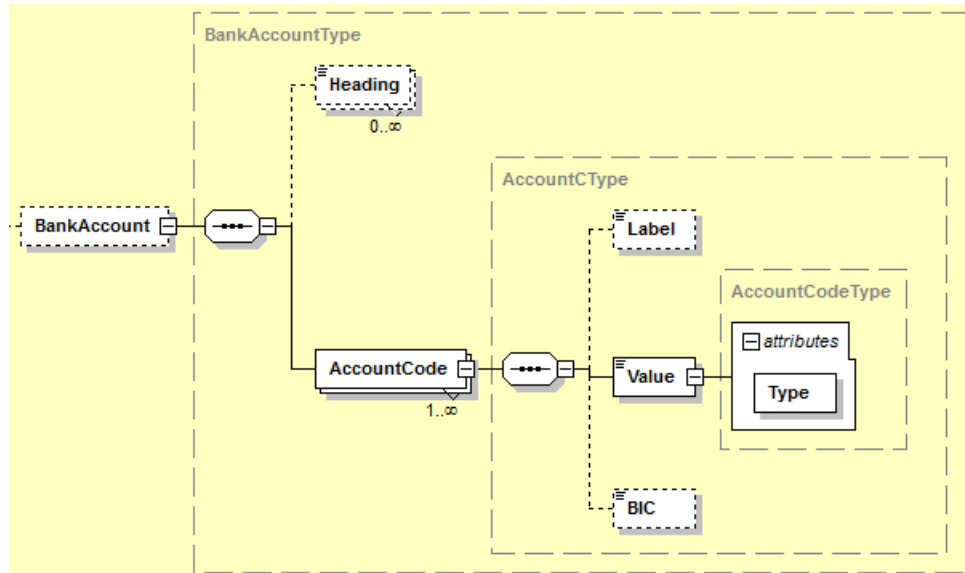 BankAccountType
Heading
0..∞
AccountCType
BankAccount
Label
AccountCodeType
attributes
AccountCode
1..∞
Value
Type
BIC